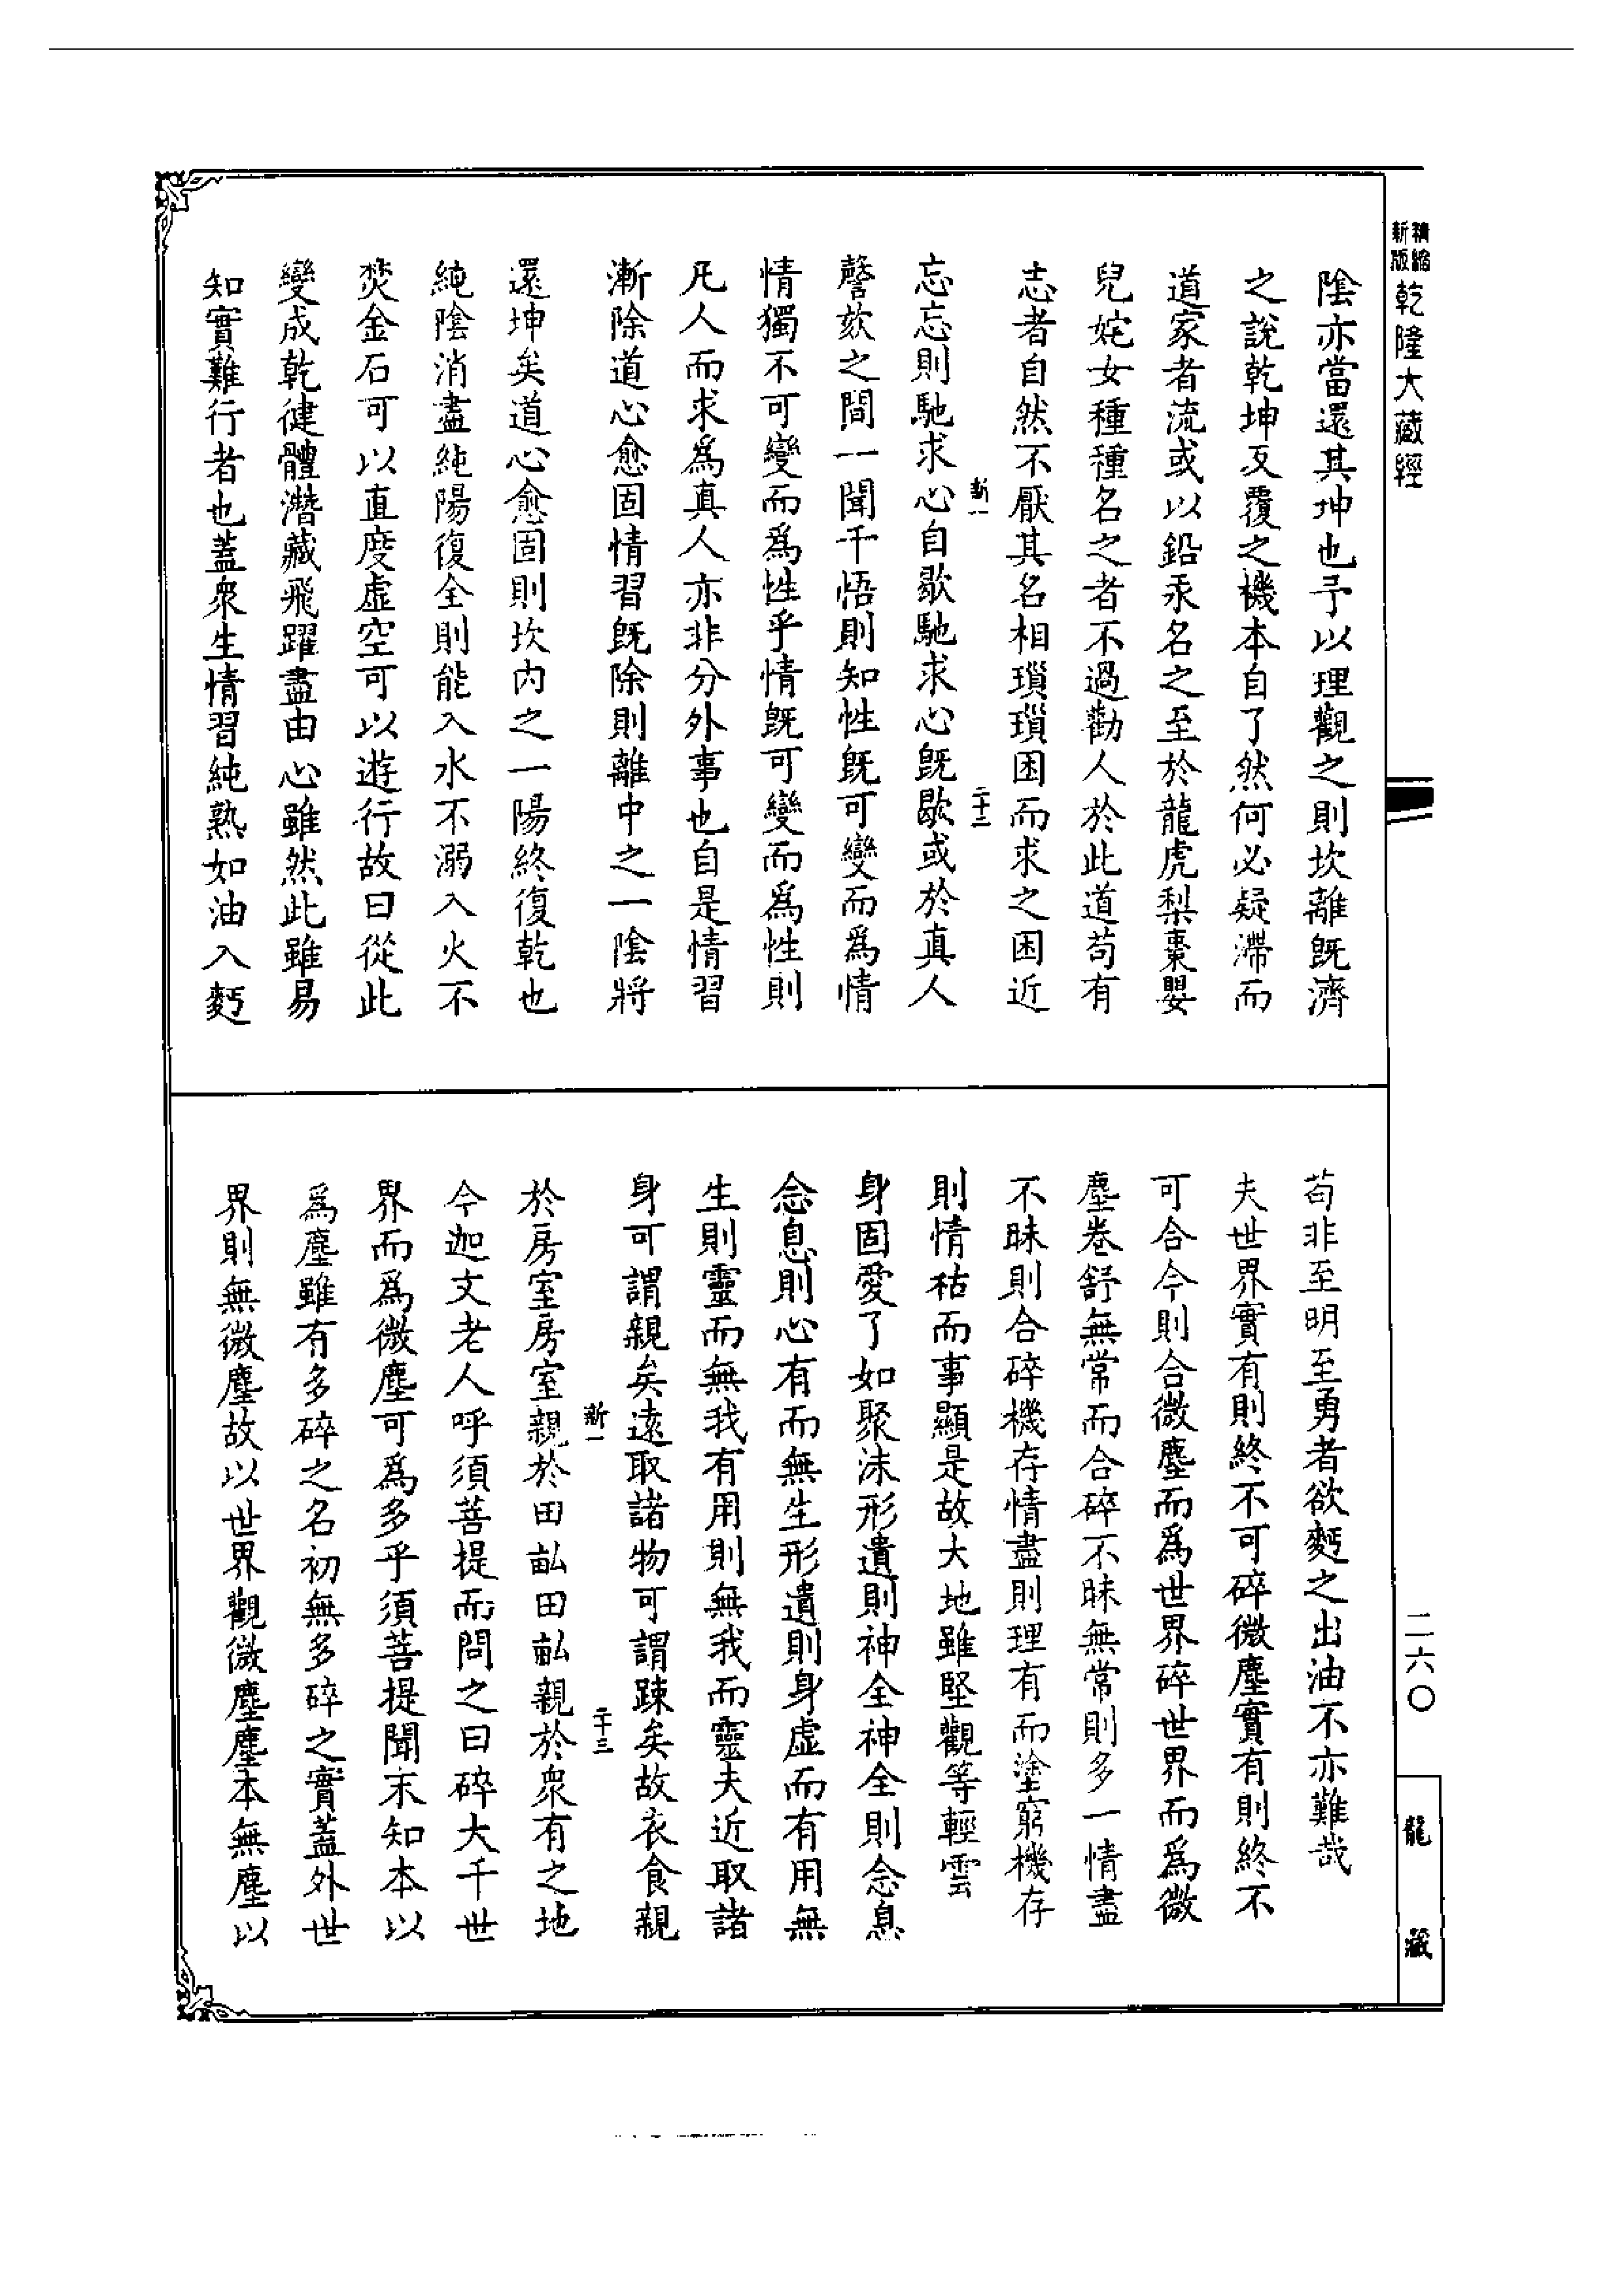 精縮
新版
乾隆大藏經
陰亦當還其坤也予以理觀之則坎離旣濟
之說乾坤反覆之機本自了然何必疑滯而
道家者流或以鉛汞名之至於龍虎梨棗嬰
兒姹女種種名之者不過勸人於此道苟有
志者自然不厭其名相瑣瑣困而求之困近
新一
二十二
忘忘則馳求心自歇馳求心旣歇或於真人
謦欬之間一聞千悟則知性旣可變而爲情
情獨不可變而爲性乎情旣可變而爲性則
凡人而求爲真人亦非分外事也自是情習
漸除道心愈固情習旣除則離中之一陰將
還坤矣道心愈固則坎內之一陽終復乾也
純陰消盡純陽復全則能入水不溺入火不
焚金石可以直度虛空可以遊行故曰從此
變成乾健體潛藏飛躍盡由心雖然此雖易
知實難行者也蓋衆生情習純熟如油入麪
苟非至明至勇者欲麪之出油不亦難哉
夫世界實有則終不可碎微塵實有則終不
可合今則合微塵而爲世界碎世界而爲微
塵卷舒無常而合碎不昧無常則多一情盡
不昧則合碎機存情盡則理有而塗窮機存
則情枯而事顯是故大地雖堅觀等輕雲
身固愛了如聚沫形遺則神全神全則念息
念息則心有而無生形遺則身虛而有用無
生則靈而無我有用則無我而靈夫近取諸
身可謂親矣遠取諸物可謂踈矣故衣食親
新一
二十三
於房室房室親於田畝田畝親於衆有之地
今迦文老人呼須菩提而問之曰碎大千世
界而爲微塵可爲多乎須菩提聞末知本以
爲塵雖有多碎之名初無多碎之實蓋外世
界則無微塵故以世界觀微塵塵本無塵以
二六〇
龍藏